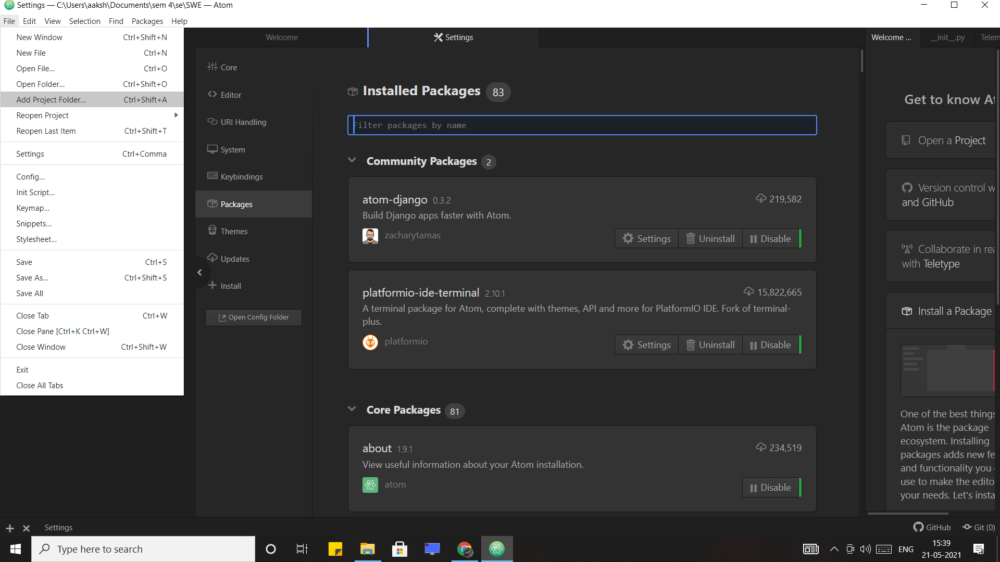 Settings — C:\Users\aaksh\Documents\sem 4\se\SWE — Atom
File Edit View Selection Find Packages Help
New Window Ctrl+Shift+N
New File Ctrl+N
Open File... Ctrl+O
Open Folder... Ctrl+Shift+O
Add Project Folder... Ctrl+Shift+A
Reopen Project
Reopen Last Item Ctrl+Shift+T
Settings Ctrl+Comma
Config...
Init Script...
Keymap...
Snippets...
Stylesheet...
Save Ctrl+S
Save As... Ctrl+Shift+S
Save All
Close Tab Ctrl+W
Close Pane [Ctrl+K Ctrl+W]
Close Window Ctrl+Shift+W
Exit
Close All Tabs
Welcome
Settings
Core
Editor
URI Handling
System
Keybindings
Packages
Themes
Updates
Install
Open Config Folder
Installed Packages 83
Filter packages by name
Community Packages 2
atom-django 0.3.2 219,582
Build Django apps faster with Atom.
zacharytamas Settings Uninstall Disable
platformio-ide-terminal 2.10.1 15,822,665
A terminal package for Atom, complete with themes, API and more for PlatformIO IDE. Fork of terminal-
plus.
platformio Settings Uninstall Disable
Core Packages 81
about 1.9.1 234,519
View useful information about your Atom installation.
atom Disable
Welcome ... __init__.py Telem
Get to know At
Open a Project
Version control w
and GitHub
Collaborate in rea
with Teletype
Install a Package
One of the best things
Atom is the package
ecosystem. Installing
packages adds new fe
and functionality you
use to make the edito
your needs. Let's insta
Settings
GitHub Git (0)
Type here to search
ENG
15:39
21-05-2021